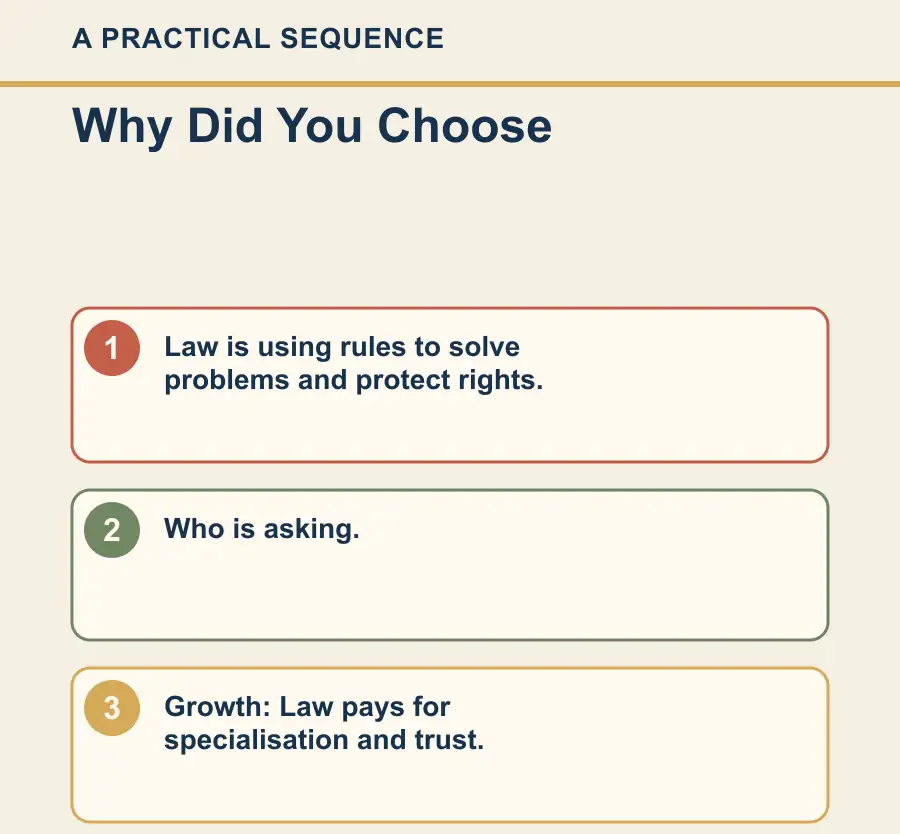 A PRACTICAL SEQUENCE
Why Did You Choose
1
Law is using rules to solve
problems and protect rights.
2
Who is asking.
3
Growth: Law pays for
specialisation and trust.